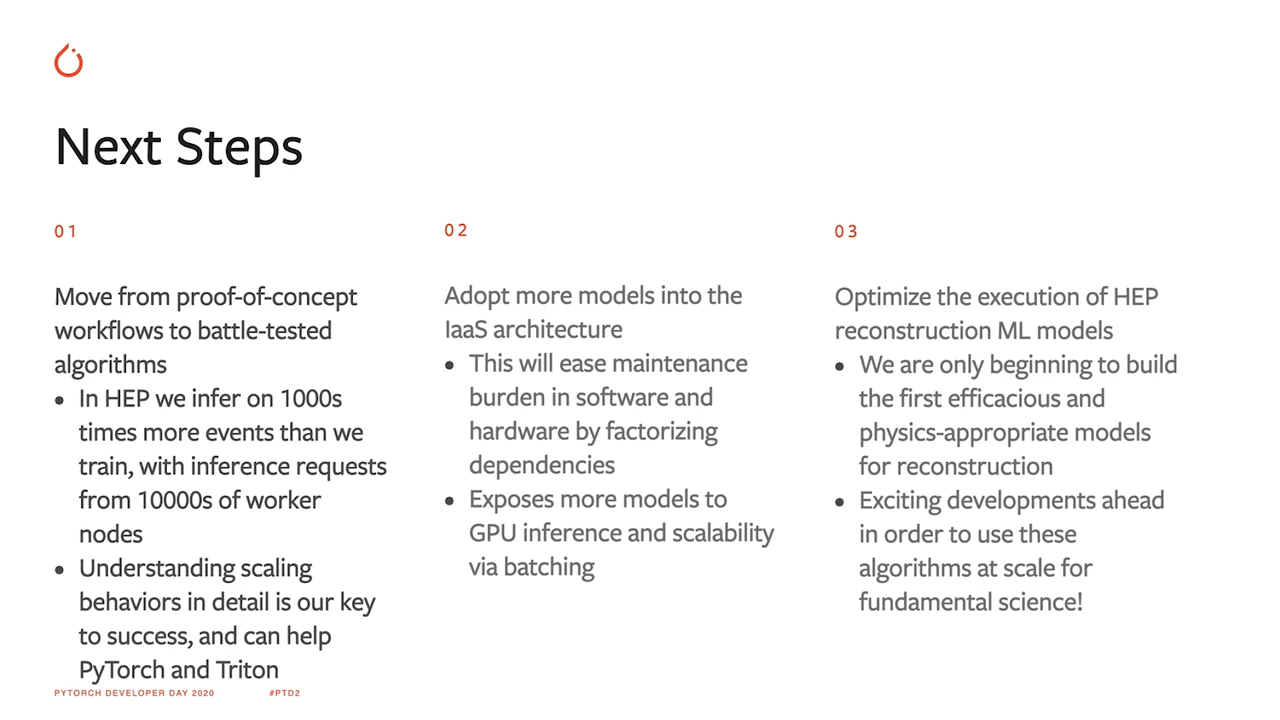 Next Steps
01
Move from proof-of-concept
workflows to battle-tested
algorithms
• In HEP we infer on 1000s
times more events than we
train, with inference requests
from 10000s of worker
nodes
• Understanding scaling
behaviors in detail is our key
to success, and can help
PyTorch and Triton
02
Adopt more models into the
IaaS architecture
• This will ease maintenance
burden in software and
hardware by factorizing
dependencies
• Exposes more models to
GPU inference and scalability
via batching
03
Optimize the execution of HEP
reconstruction ML models
• We are only beginning to build
the first efficacious and
physics-appropriate models
for reconstruction
• Exciting developments ahead
in order to use these
algorithms at scale for
fundamental science!
PYTORCH DEVELOPER DAY 2020 #PTD2